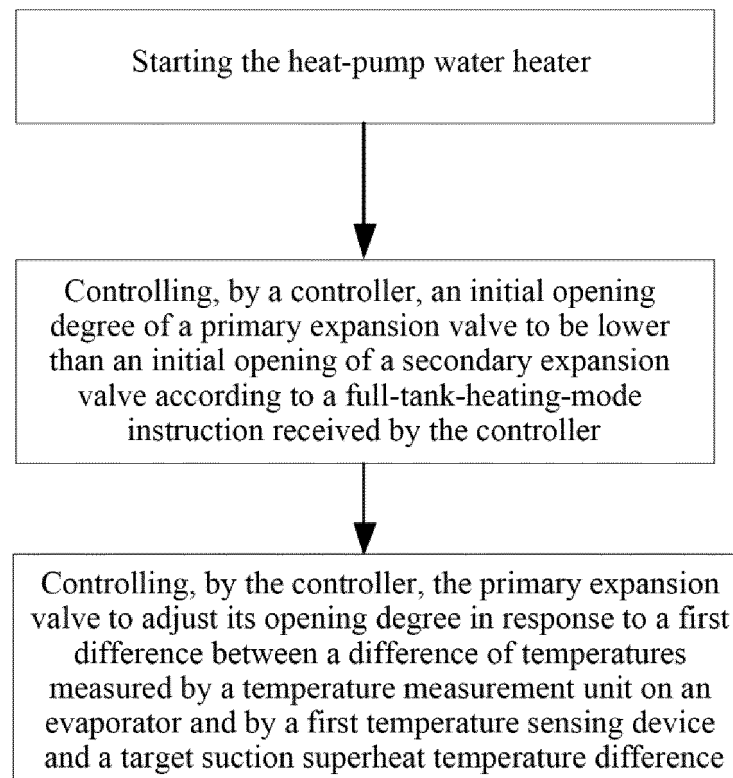 Starting the heat-pump water heater
Controlling, by a controller, an initial opening
degree of a primary expansion valve to be lower
than an initial opening of a secondary expansion
valve according to a full-tank-heating-mode
instruction received by the controller
Controlling, by the controller, the primary expansion
valve to adjust its opening degree in response to a first
difference between a difference of temperatures
measured by a temperature measurement unit on an
evaporator and by a first temperature sensing device
and a target suction superheat temperature difference